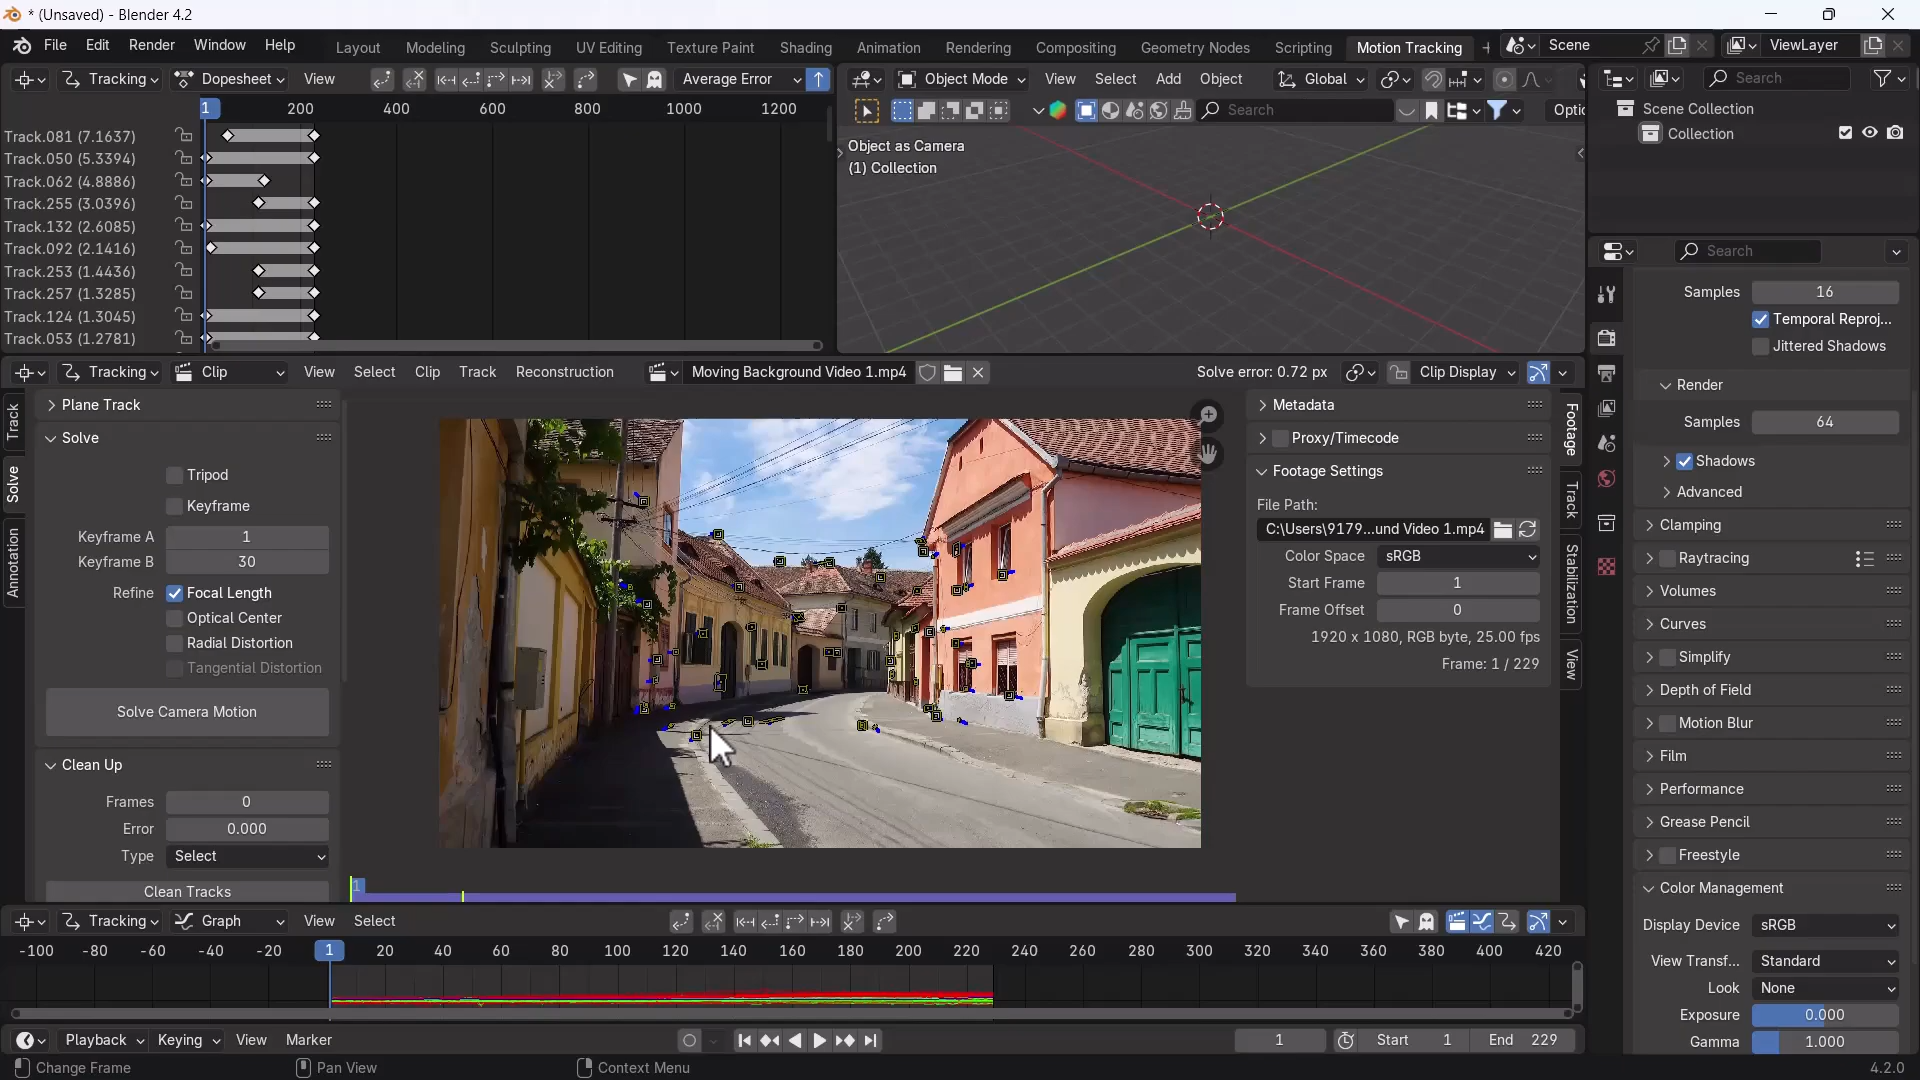 * (Unsaved) - Blender 4.2
File Edit Render Window Help Layout Modeling Sculpting UV Editing Texture Paint Shading Animation Rendering Compositing Geometry Nodes Scripting Motion Tracking Scene ViewLayer
Tracking Dopesheet View Average Error
Object Mode View Select Add Object Global
Search
1 200 400 600 800 1000 1200
Search
Optic
Scene Collection
Collection
Track.081 (7.1637)
Track.050 (5.3394)
Track.062 (4.8886)
Track.255 (3.0396)
Track.132 (2.6085)
Track.092 (2.1416)
Track.253 (1.4436)
Track.257 (1.3285)
Track.124 (1.3045)
Track.053 (1.2781)
Object as Camera
(1) Collection
Tracking Clip View Select Clip Track Reconstruction Moving Background Video 1.mp4 Solve error: 0.72 px Clip Display
Track
Solve
Annotation
Plane Track
Solve
Tripod
Keyframe
Keyframe A 1
Keyframe B 30
Refine Focal Length
Optical Center
Radial Distortion
Tangential Distortion
Solve Camera Motion
Clean Up
Frames 0
Error 0.000
Type Select
Clean Tracks
1
Metadata
Proxy/Timecode
Footage Settings
File Path:
C:\Users\9179...und Video 1.mp4
Color Space sRGB
Start Frame 1
Frame Offset 0
1920 x 1080, RGB byte, 25.00 fps
Frame: 1 / 229
Footage
Track
Stabilization
View
Search
Samples 16
Temporal Reproj...
Jittered Shadows
Render
Samples 64
Shadows
Advanced
Clamping
Raytracing
Volumes
Curves
Simplify
Depth of Field
Motion Blur
Film
Performance
Grease Pencil
Freestyle
Color Management
Display Device sRGB
View Transf... Standard
Look None
Exposure 0.000
Gamma 1.000
Tracking Graph View Select
-100 -80 -60 -40 -20 1 20 40 60 80 100 120 140 160 180 200 220 240 260 280 300 320 340 360 380 400 420
Playback Keying View Marker 1 Start 1 End 229
Change Frame Pan View Context Menu 4.2.0